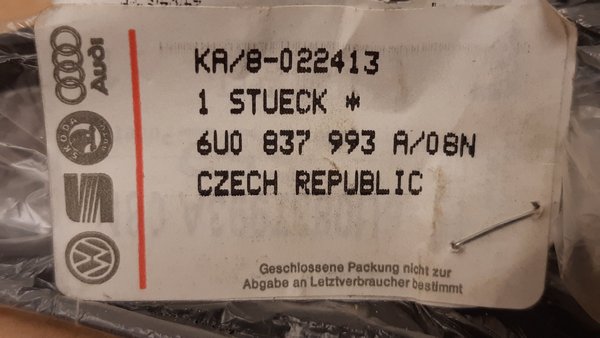 Audi
SKODA
KA/8-022413
1 STUECK *
6U0 837 993 A/08N
CZECH REPUBLIC
Geschlossene Packung nicht zur
Abgabe an Letztverbraucher bestimmt